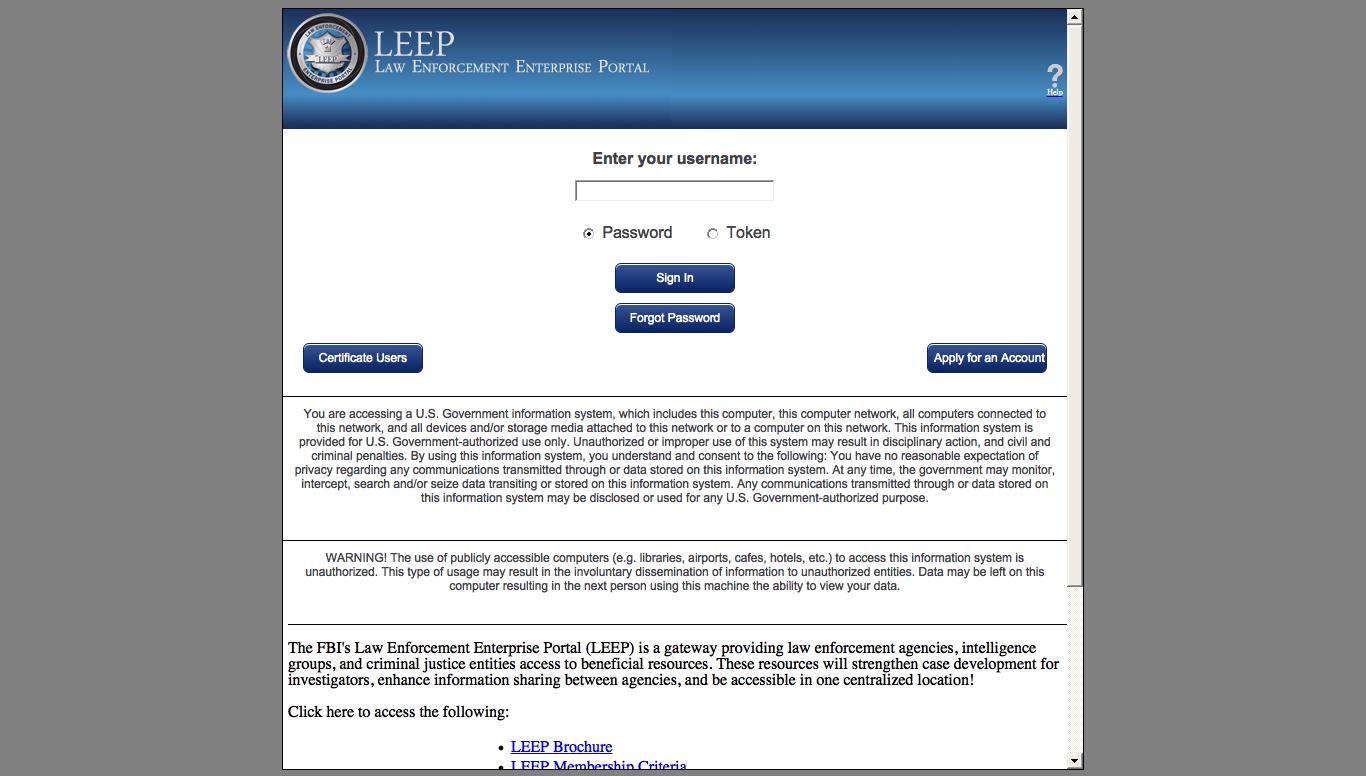 LEEP
LAW ENFORCEMENT ENTERPRISE PORTAL
LAW ENFORCEMENT
LEEP
ENTERPRISE PORTAL
?
Help
Enter your username:
Password
Token
Sign In
Forgot Password
Certificate Users
Apply for an Account
You are accessing a U.S. Government information system, which includes this computer, this computer network, all computers connected to
this network, and all devices and/or storage media attached to this network or to a computer on this network. This information system is
provided for U.S. Government-authorized use only. Unauthorized or improper use of this system may result in disciplinary action, and civil and
criminal penalties. By using this information system, you understand and consent to the following: You have no reasonable expectation of
privacy regarding any communications transmitted through or data stored on this information system. At any time, the government may monitor,
intercept, search and/or seize data transiting or stored on this information system. Any communications transmitted through or data stored on
this information system may be disclosed or used for any U.S. Government-authorized purpose.
WARNING! The use of publicly accessible computers (e.g. libraries, airports, cafes, hotels, etc.) to access this information system is
unauthorized. This type of usage may result in the involuntary dissemination of information to unauthorized entities. Data may be left on this
computer resulting in the next person using this machine the ability to view your data.
The FBI's Law Enforcement Enterprise Portal (LEEP) is a gateway providing law enforcement agencies, intelligence
groups, and criminal justice entities access to beneficial resources. These resources will strengthen case development for
investigators, enhance information sharing between agencies, and be accessible in one centralized location!
Click here to access the following:
• LEEP Brochure
• LEEP Membership Criteria